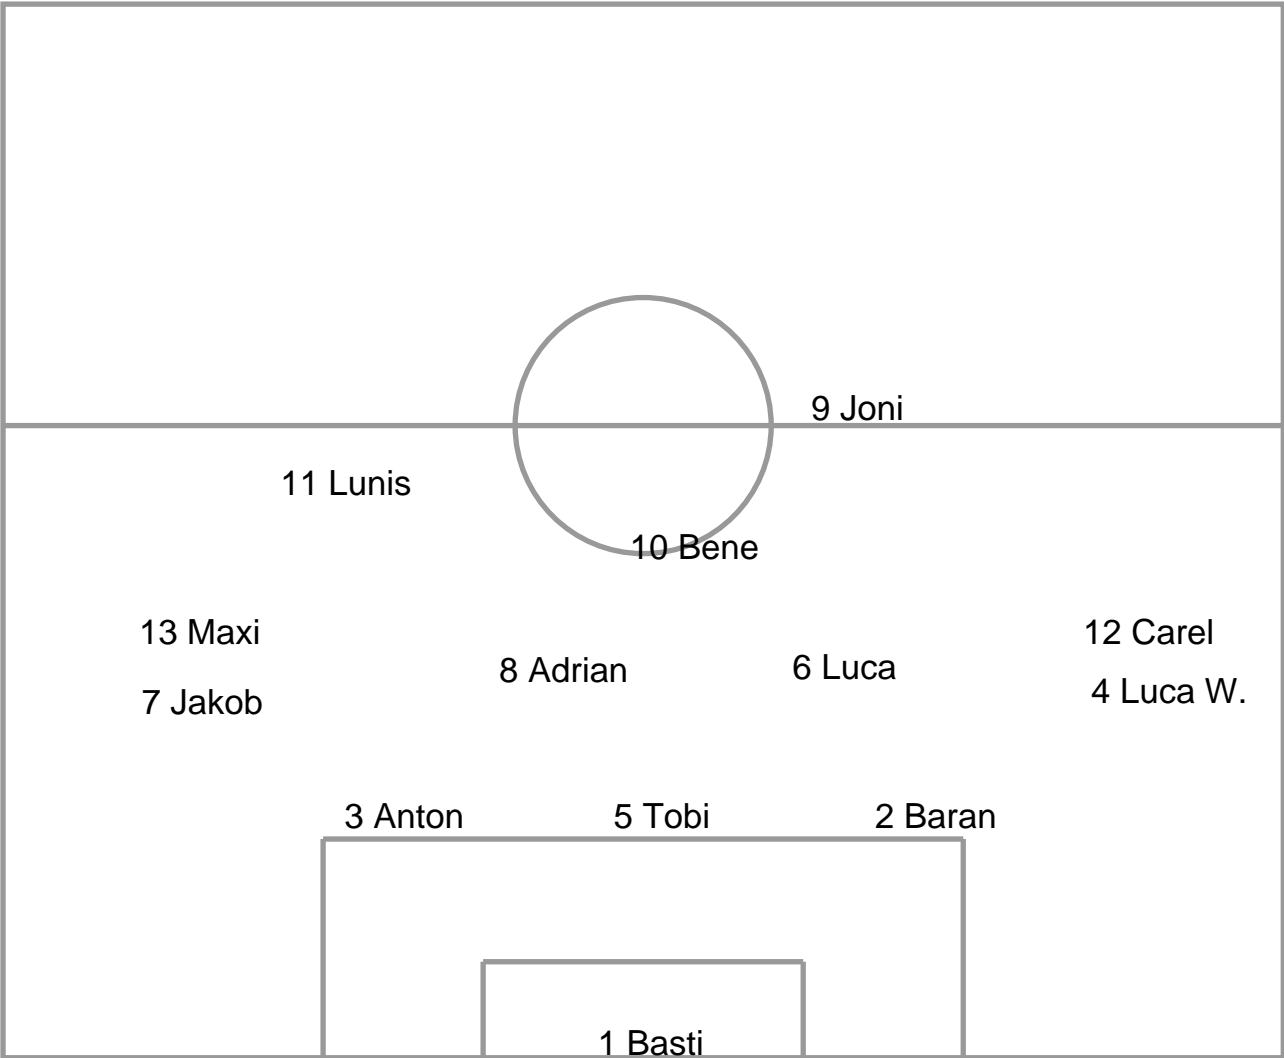 9 Joni
11 Lunis
10 Bene
13 Maxi
12 Carel
8 Adrian
6 Luca
7 Jakob
4 Luca W.
3 Anton
5 Tobi
2 Baran
1 Basti